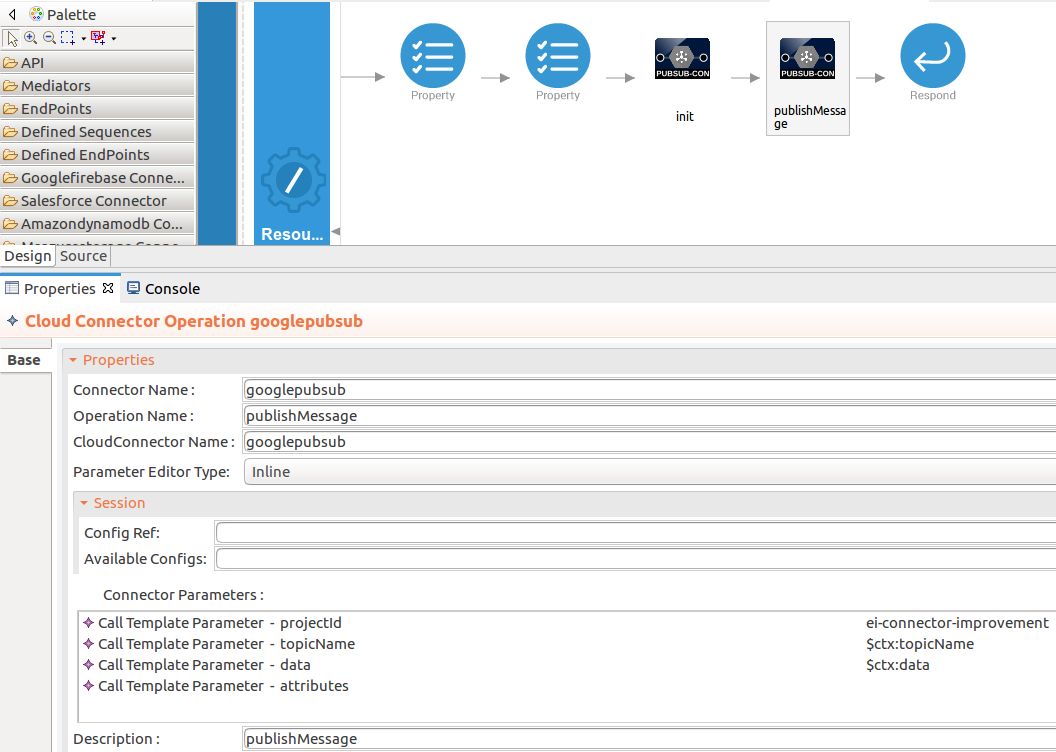 Palette
API
Mediators
EndPoints
Defined Sequences
Defined EndPoints
Googlefirebase Conne...
Salesforce Connector
Amazondynamodb Co...
Resou...
Property
Property
PUBSUB-CON
init
PUBSUB-CON
publishMessa
ge
Respond
Design Source
Properties Console
Cloud Connector Operation googlepubsub
Base
Properties
Connector Name : googlepubsub
Operation Name : publishMessage
CloudConnector Name : googlepubsub
Parameter Editor Type: Inline
Session
Config Ref:
Available Configs:
Connector Parameters :
Call Template Parameter - projectId ei-connector-improvement
Call Template Parameter - topicName $ctx:topicName
Call Template Parameter - data $ctx:data
Call Template Parameter - attributes
Description : publishMessage